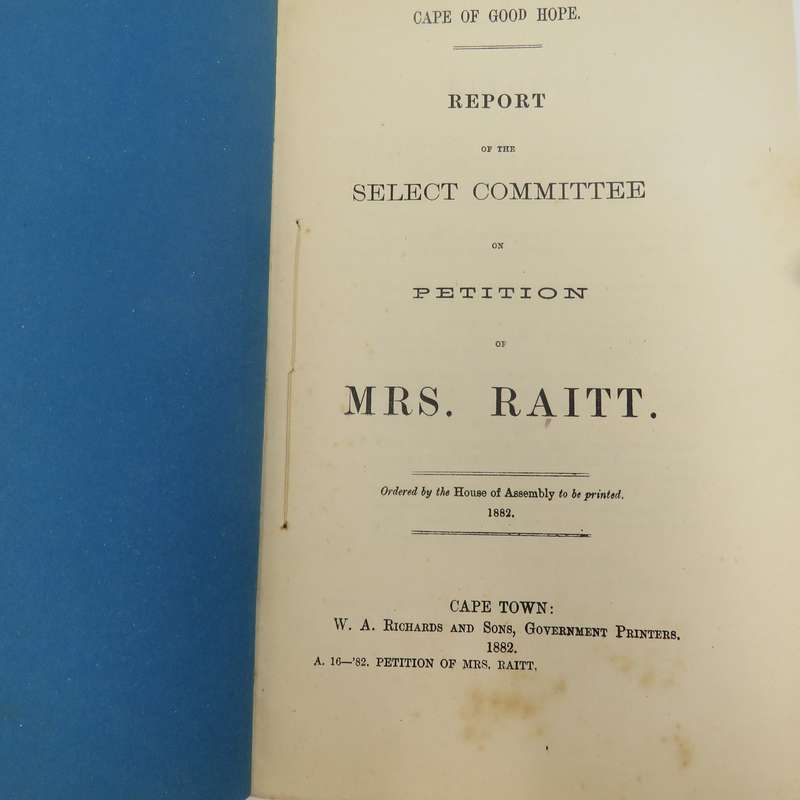 CAPE OF GOOD HOPE.
REPORT
OF THE
SELECT COMMITTEE
ON
PETITION
OF
MRS. RAITT.
Ordered by the House of Assembly to be printed.
1882.
CAPE TOWN:
W. A. RICHARDS AND SONS, GOVERNMENT PRINTERS.
1882.
A. 16—'82. PETITION OF MRS. RAITT.